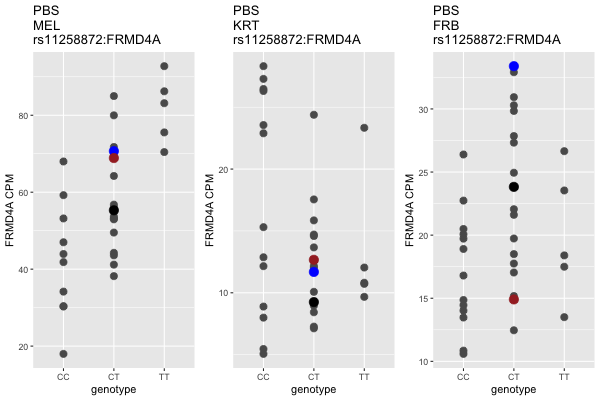 PBS
MEL
rs11258872:FRMD4A
FRMD4A CPM
80
60
40
20
CC CT TT
genotype
PBS
KRT
rs11258872:FRMD4A
FRMD4A CPM
20
10
CC CT TT
genotype
PBS
FRB
rs11258872:FRMD4A
FRMD4A CPM
30
25
20
15
10
CC CT TT
genotype